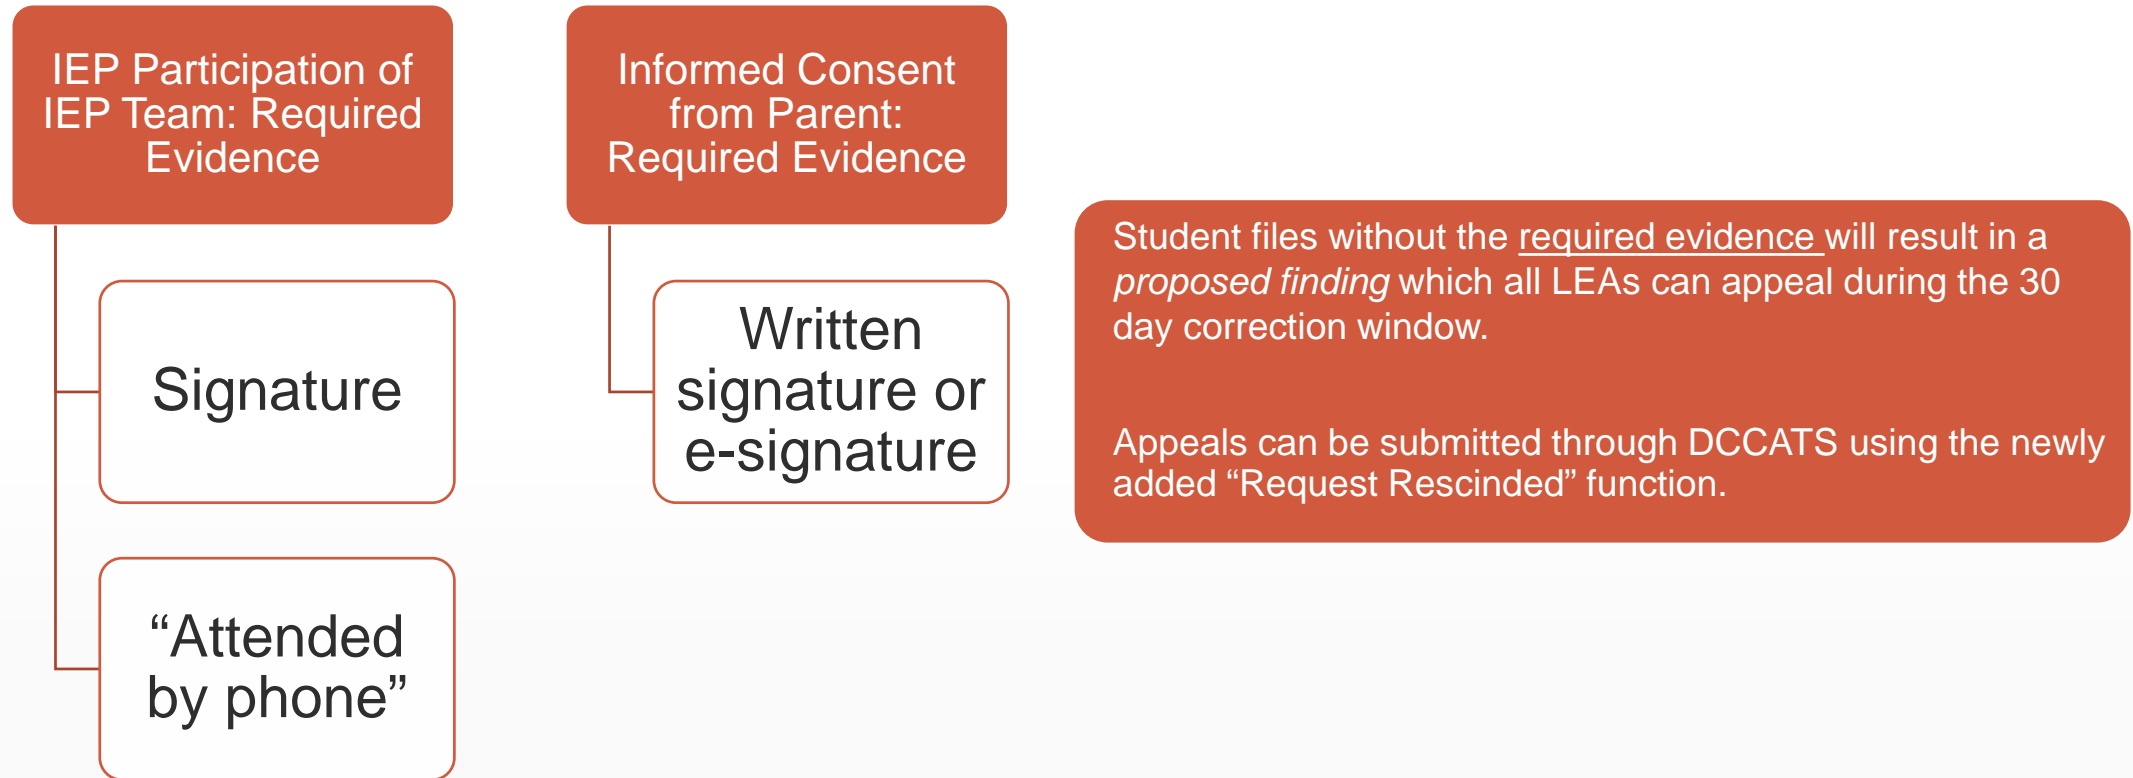 IEP Participation of
IEP Team: Required
Evidence
Signature
“Attended
by phone”
Informed Consent
from Parent:
Required Evidence
Written
signature or
e-signature
Student files without the required evidence will result in a
proposed finding which all LEAs can appeal during the 30
day correction window.
Appeals can be submitted through DCCATS using the newly
added “Request Rescinded” function.